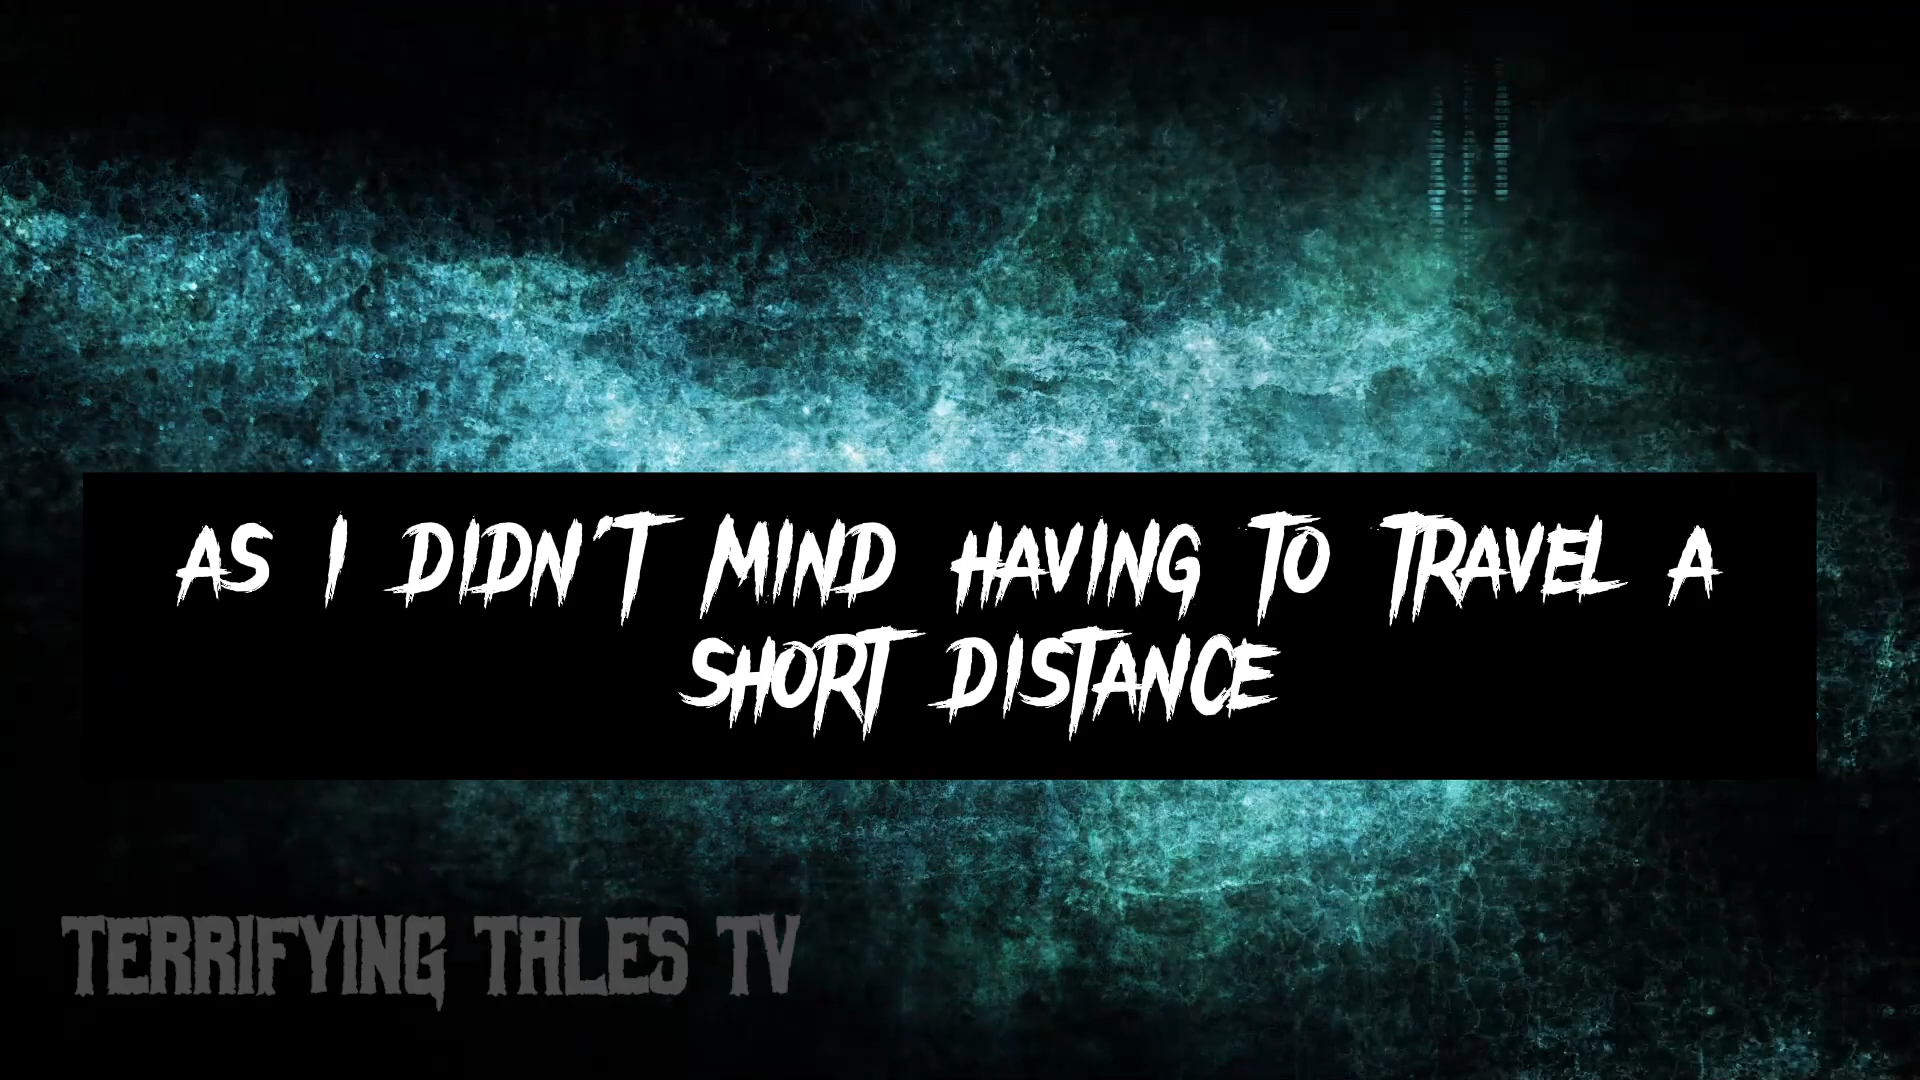 AS I DIDN'T MIND HAVING TO TRAVEL A
SHORT DISTANCE
TERRIFYING TALES TV